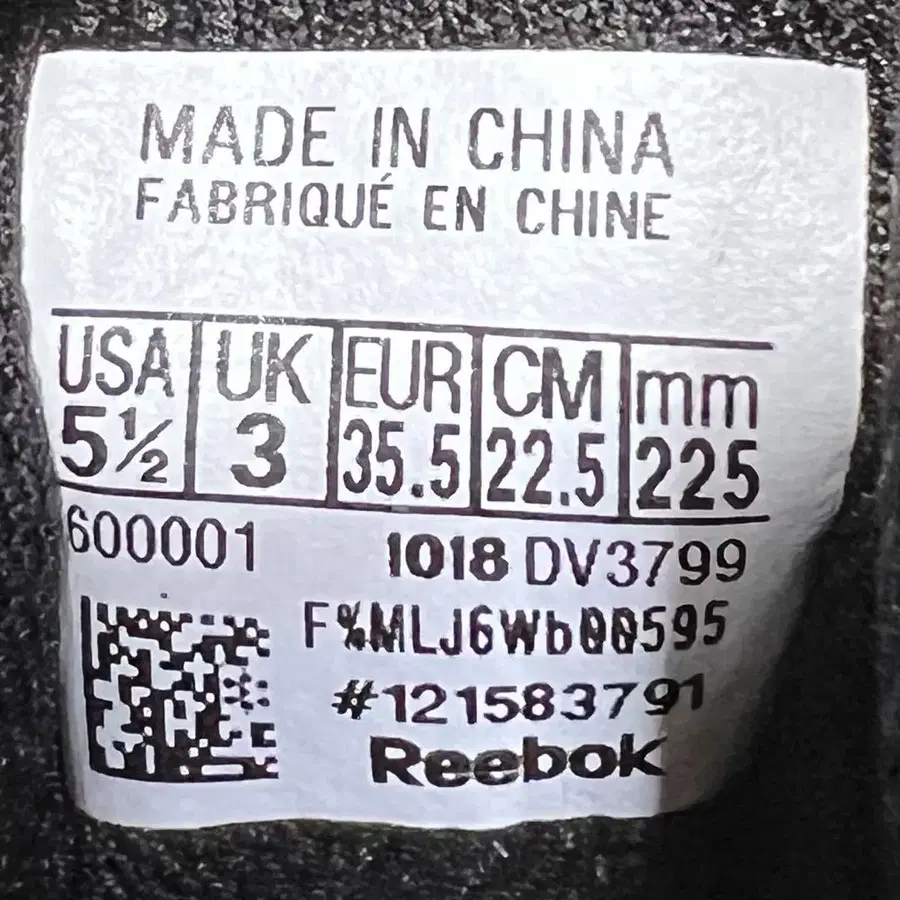 MADE IN CHINA
FABRIQUÉ EN CHINE
USA UK EUR CM mm
5½ 3 35.5 22.5 225
600001 1018 DV3799
F%MLJ6Wb00595
#121583791
Reebok